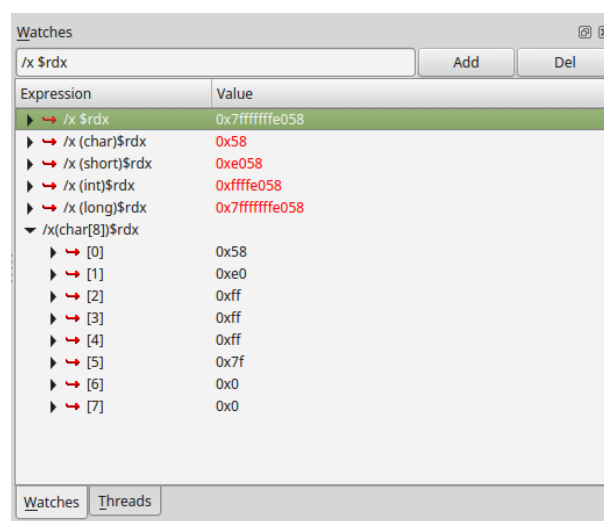 Watches
/x $rdx Add Del
Expression Value
/x $rdx 0x7fffffffe058
/x (char)$rdx 0x58
/x (short)$rdx 0xe058
/x (int)$rdx 0xffffe058
/x (long)$rdx 0x7fffffffe058
/x(char[8])$rdx
[0] 0x58
[1] 0xe0
[2] 0xff
[3] 0xff
[4] 0xff
[5] 0x7f
[6] 0x0
[7] 0x0
Watches Threads